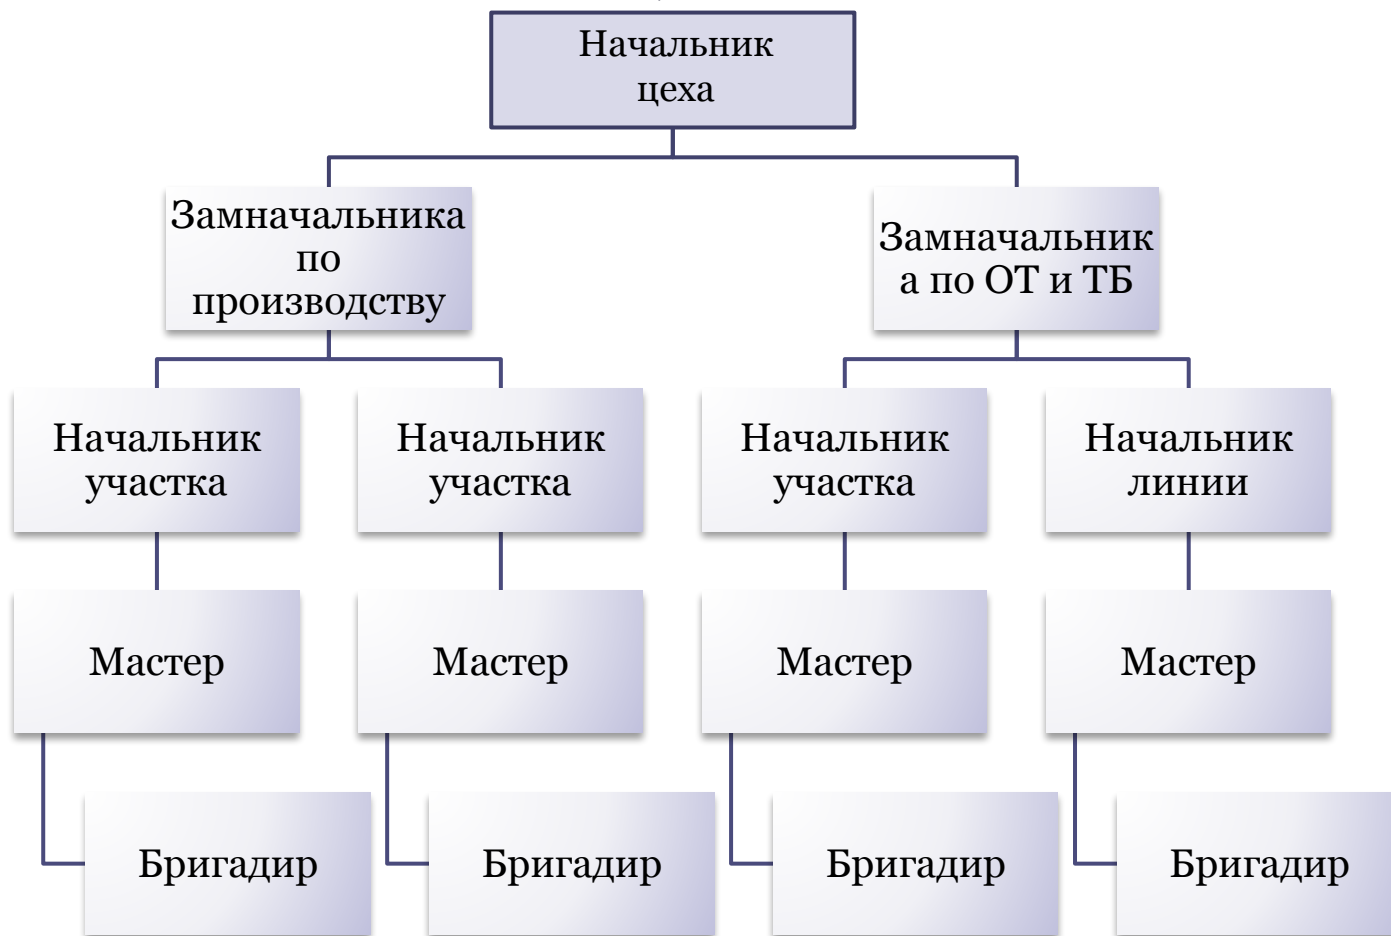 Начальник
цеха
Замначальника
по
производству
Замначальник
а по ОТ и ТБ
Начальник
участка
Начальник
участка
Начальник
участка
Начальник
линии
Мастер
Мастер
Мастер
Мастер
Бригадир
Бригадир
Бригадир
Бригадир